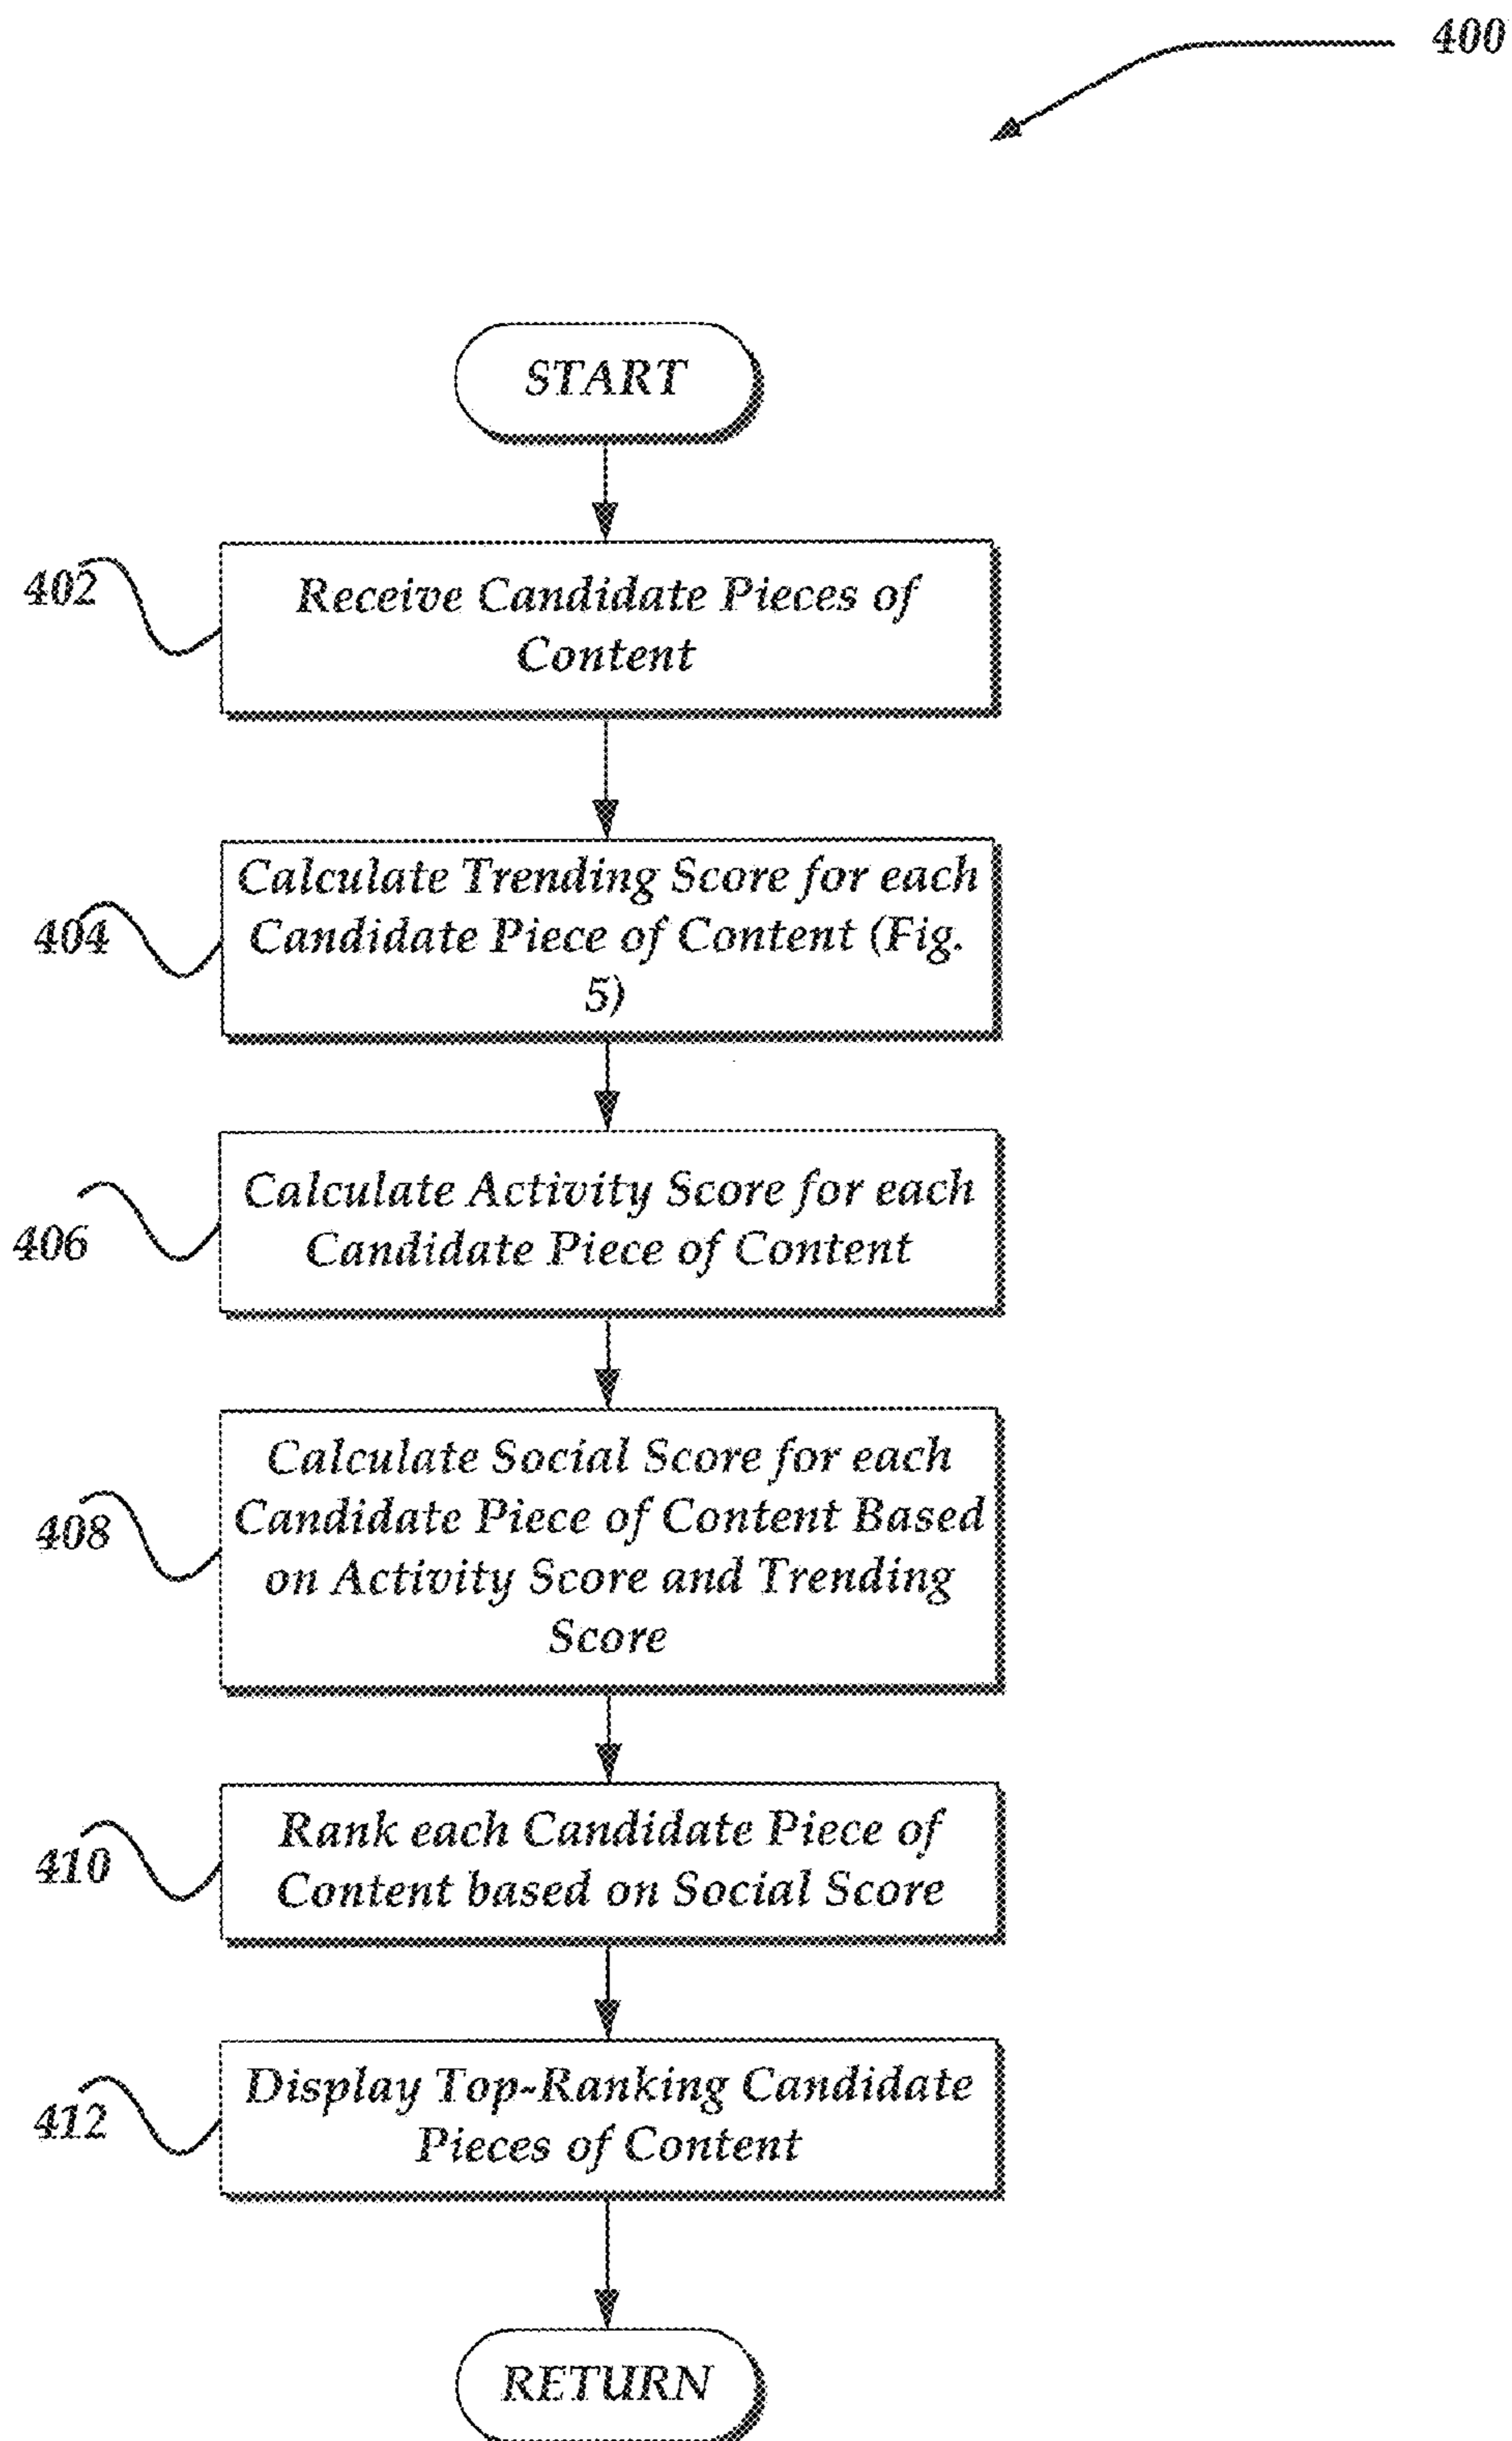 400
START
402
Receive Candidate Pieces of
Content
404
Calculate Trending Score for each
Candidate Piece of Content (Fig.
5)
406
Calculate Activity Score for each
Candidate Piece of Content
408
Calculate Social Score for each
Candidate Piece of Content Based
on Activity Score and Trending
Score
410
Rank each Candidate Piece of
Content based on Social Score
412
Display Top-Ranking Candidate
Pieces of Content
RETURN